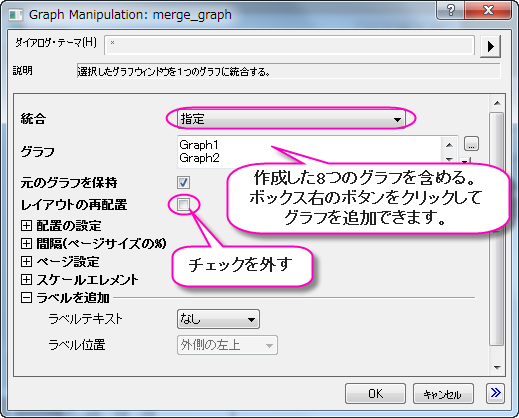 Graph Manipulation: merge_graph
ダイアログ・テーマ(H) *
説明 選択したグラフウィンドウを1つのグラフに統合する。
統合 指定
グラフ Graph1
Graph2
作成した8つのグラフを含める。
ボックス右のボタンをクリックして
グラフを追加できます。
元のグラフを保持
レイアウトの再配置
配置の設定
間隔(ページサイズの%)
ページ設定
チェックを外す
スケールエレメント
ラベルを追加
ラベルテキスト なし
ラベル位置 外側の左上
OK キャンセル